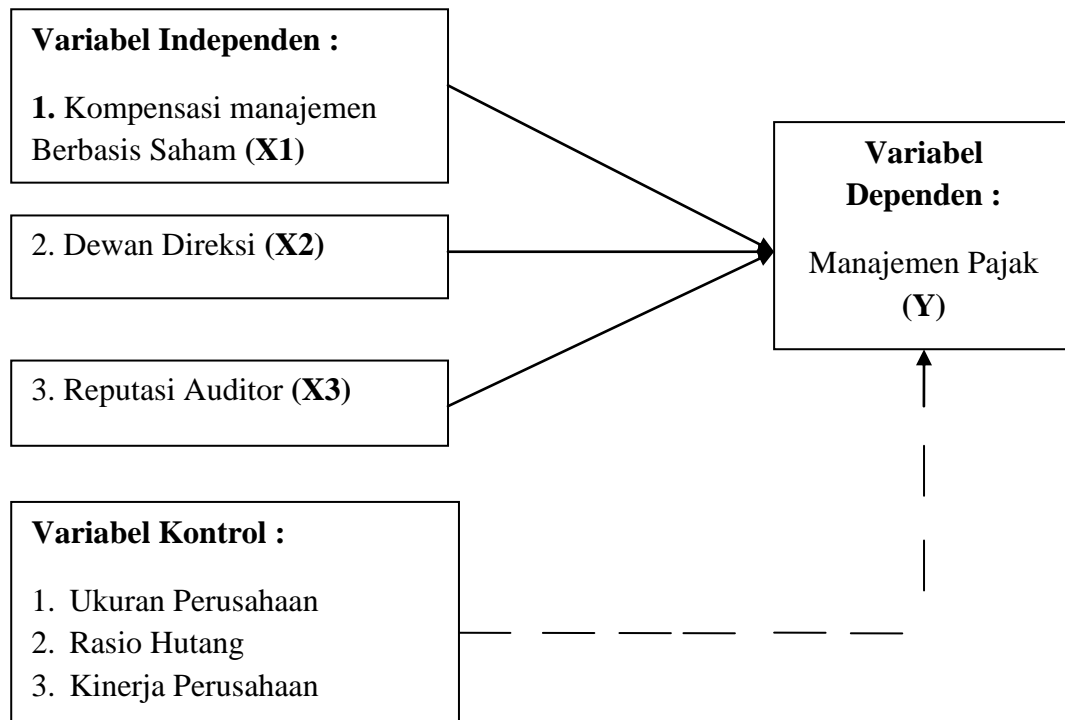 Variabel Independen :
1. Kompensasi manajemen
Berbasis Saham (X1)
2. Dewan Direksi (X2)
3. Reputasi Auditor (X3)
Variabel
Dependen :
Manajemen Pajak
(Y)
Variabel Kontrol :
1. Ukuran Perusahaan
2. Rasio Hutang
3. Kinerja Perusahaan